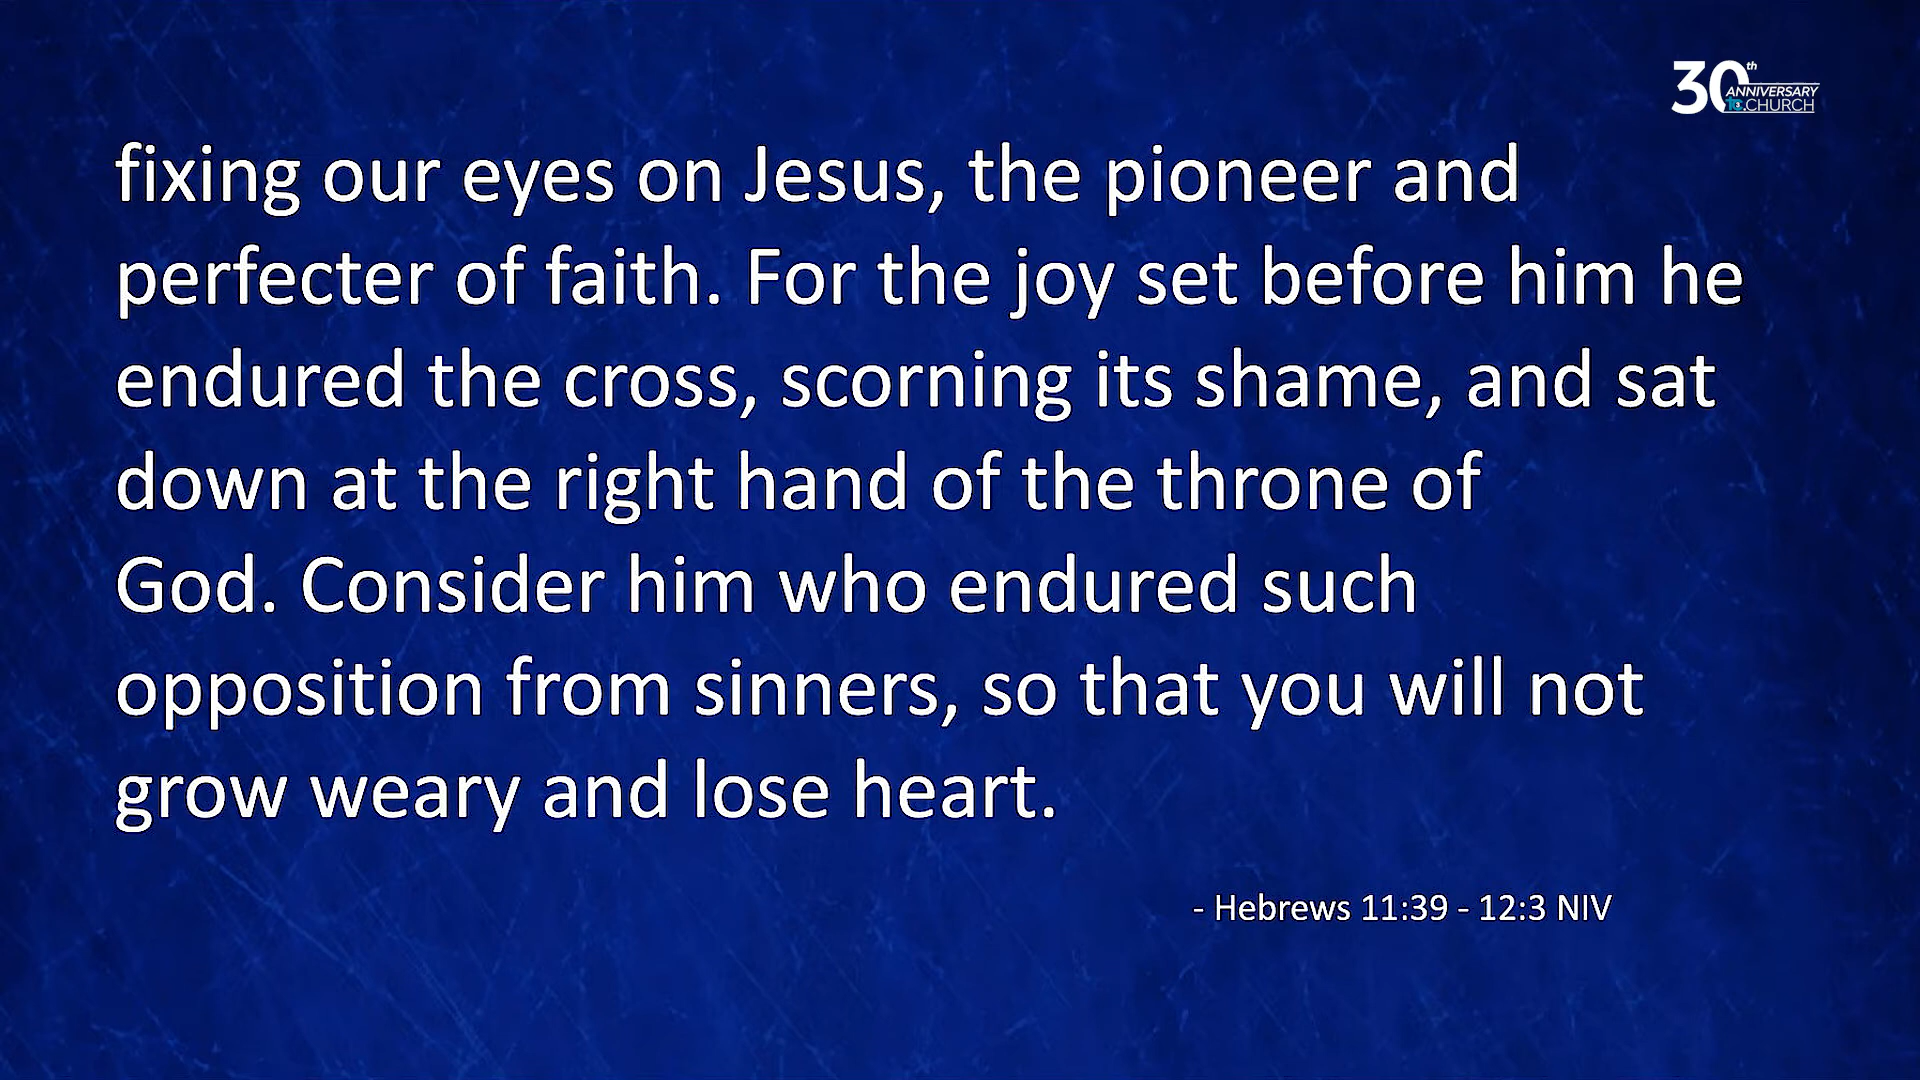 30th
ANNIVERSARY
.CHURCH
fixing our eyes on Jesus, the pioneer and
perfecter of faith. For the joy set before him he
endured the cross, scorning its shame, and sat
down at the right hand of the throne of
God. Consider him who endured such
opposition from sinners, so that you will not
grow weary and lose heart.
- Hebrews 11:39 - 12:3 NIV